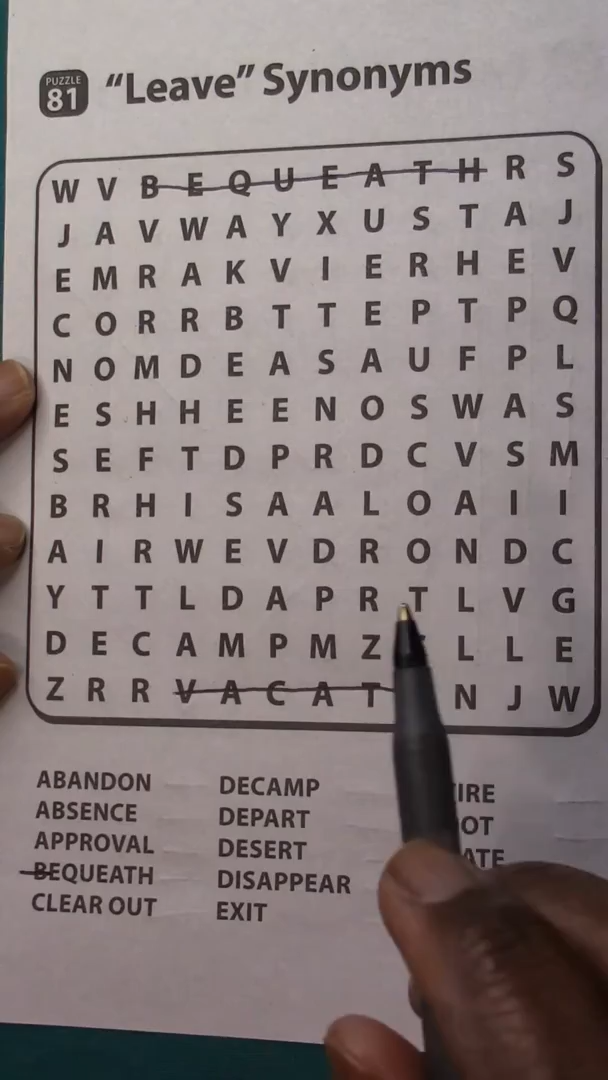 PUZZLE
81
"Leave" Synonyms
W V B E Q U E A T H R S
J A V W A Y X U S T A J
E M R A K V I E R H E V
C O R R B T T E P T P Q
N O M D E A S A U F P L
E S H H E E N O S W A S
S E F T D P R D C V S M
B R H I S A A L O A I I
A I R W E V D R O N D C
Y T T L D A P R T L V G
D E C A M P M Z L L E
Z R R V A C A T N J W
ABANDON DECAMP IRE
ABSENCE DEPART OT
APPROVAL DESERT ATE
BEQUEATH DISAPPEAR
CLEAR OUT EXIT